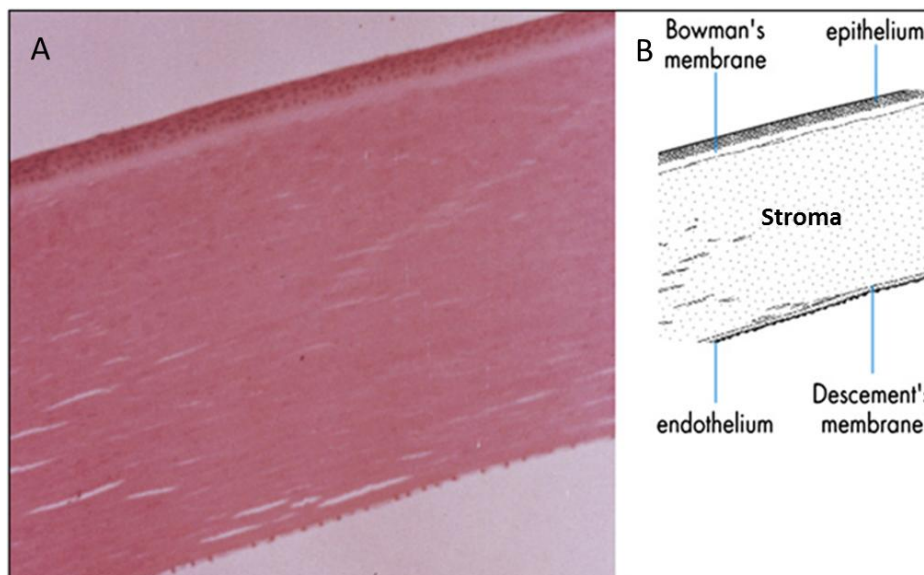 A
B
Bowman's
membrane
epithelium
Stroma
endothelium
Descement's
membrane